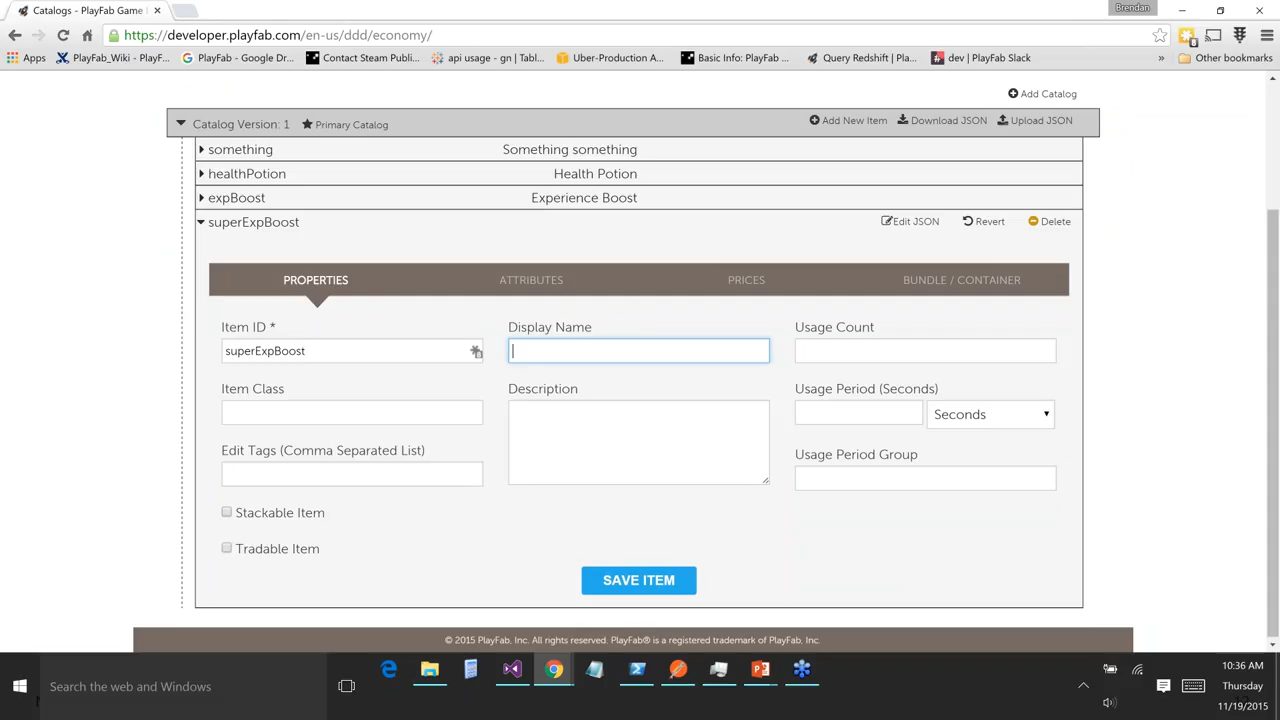 Catalogs - PlayFab Game
Brendan
https://developer.playfab.com/en-us/ddd/economy/
Apps
PlayFab_Wiki - PlayF...
PlayFab - Google Dr...
Contact Steam Publi...
api usage - gn | Tabl...
Uber-Production A...
Basic Info: PlayFab ...
Query Redshift | Pla...
dev | PlayFab Slack
»
Other bookmarks
Add Catalog
Catalog Version: 1
Primary Catalog
Add New Item
Download JSON
Upload JSON
something Something something
healthPotion Health Potion
expBoost Experience Boost
superExpBoost
Edit JSON
Revert
Delete
PROPERTIES ATTRIBUTES PRICES BUNDLE / CONTAINER
Item ID * Display Name Usage Count
superExpBoost
Item Class Description Usage Period (Seconds)
Seconds
Edit Tags (Comma Separated List)
Usage Period Group
Stackable Item
Tradable Item
SAVE ITEM
© 2015 PlayFab, Inc. All rights reserved. PlayFab® is a registered trademark of PlayFab, Inc.
Search the web and Windows
10:36 AM
Thursday
11/19/2015